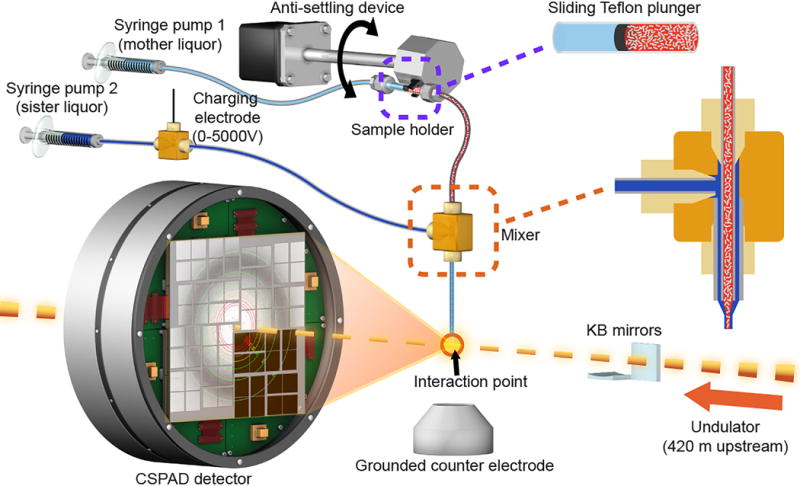 Anti-settling device
Sliding Teflon plunger
Syringe pump 1
(mother liquor)
Syringe pump 2
(sister liquor)
Charging
electrode
(0-5000V)
Sample holder
Mixer
KB mirrors
Interaction point
Undulator
(420 m upstream)
Grounded counter electrode
CSPAD detector